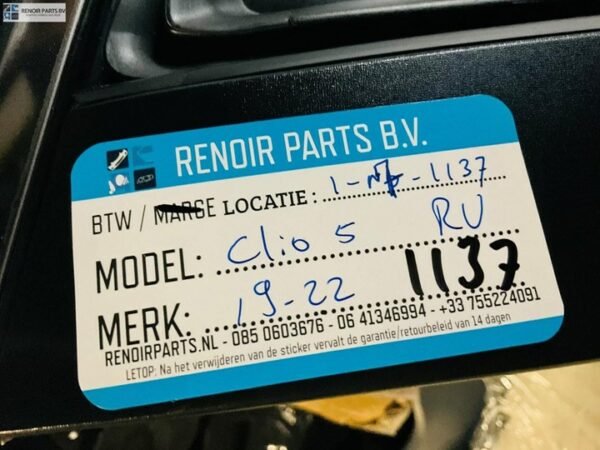 RENOIR PARTS BV
RENOIR PARTS B.V.
BTW / MARGE LOCATIE : 1-M-1137
MODEL: Clio 5 RV
MERK: 19-22 1137
RENOIRPARTS.NL - 085 0603676 - 06 41346994 - +33 755224091
LETOP: Na het verwijderen van de sticker vervalt de garantie/retourbeleid van 14 dagen